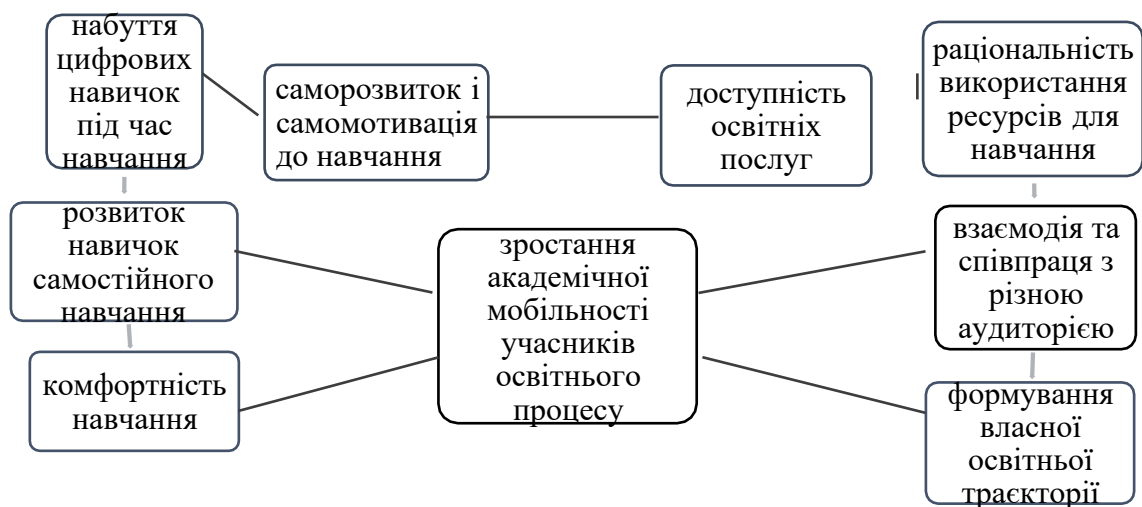 набуття
цифрових
навичок
під час
навчання
саморозвиток і
самомотивація
до навчання
доступність
освітніх
послуг
раціональність
використання
ресурсів для
навчання
розвиток
навичок
самостійного
навчання
зростання
академічної
мобільності
учасників
освітнього
процесу
взаємодія та
співпраця з
різною
аудиторією
комфортність
навчання
формування
власної
освітньої
траєкторії